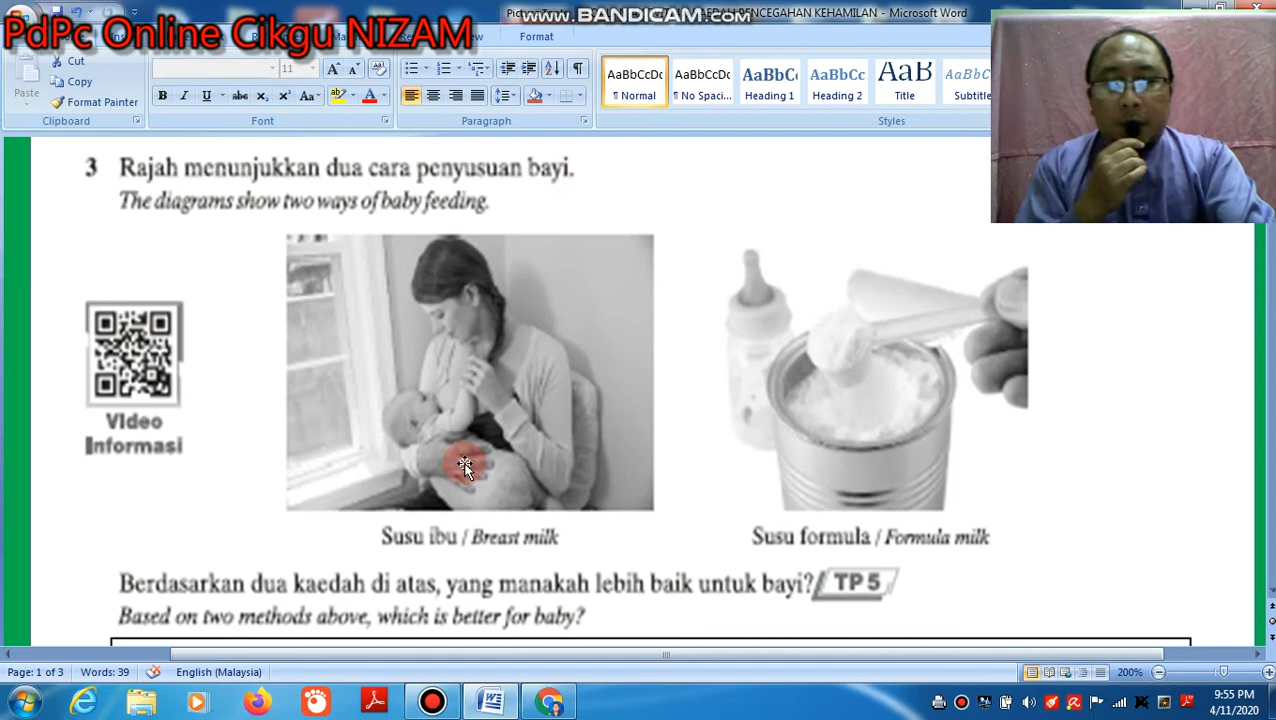 www.BANDICAM.com
PENCEGAHAN KEHAMILAN - Microsoft Word
PdPc Online Cikgu NIZAM
Format
Cut
Copy
Format Painter
Paste
Clipboard
11
Font
Paragraph
AaBbCcDc AaBbCcDc AaBbCc AaBbCc AaB AaBbCc
¶ Normal ¶ No Spaci... Heading 1 Heading 2 Title Subtitle
Styles
3 Rajah menunjukkan dua cara penyusuan bayi.
The diagrams show two ways of baby feeding.
Video
Informasi
Susu ibu / Breast milk
Susu formula / Formula milk
Berdasarkan dua kaedah di atas, yang manakah lebih baik untuk bayi? TP 5
Based on two methods above, which is better for baby?
Page: 1 of 3 Words: 39 English (Malaysia) 200%
9:55 PM
4/11/2020